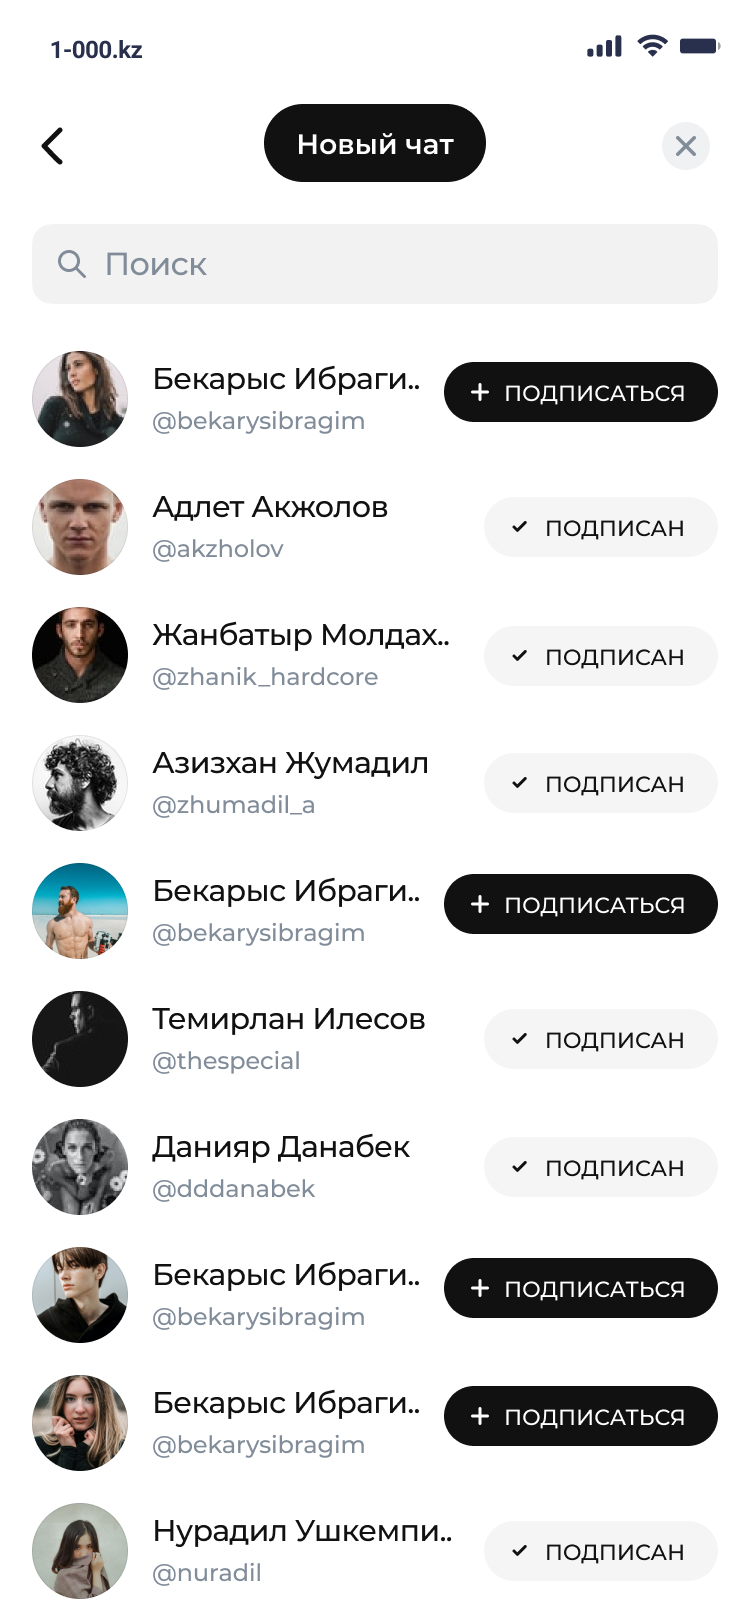 1-000.kz
Новый чат
Поиск
Бекарыс Ибраги..
ПОДПИСАТЬСЯ
@bekarysibragim
Адлет Акжолов
ПОДПИСАН
@akzholov
Жанбатыр Молдах..
ПОДПИСАН
@zhanik_hardcore
Азизхан Жумадил
ПОДПИСАН
@zhumadil_a
Бекарыс Ибраги..
ПОДПИСАТЬСЯ
@bekarysibragim
Темирлан Илесов
ПОДПИСАН
@thespecial
Данияр Данабек
ПОДПИСАН
@dddanabek
Бекарыс Ибраги..
ПОДПИСАТЬСЯ
@bekarysibragim
Бекарыс Ибраги..
ПОДПИСАТЬСЯ
@bekarysibragim
Нурадил Ушкемпи..
ПОДПИСАН
@nuradil